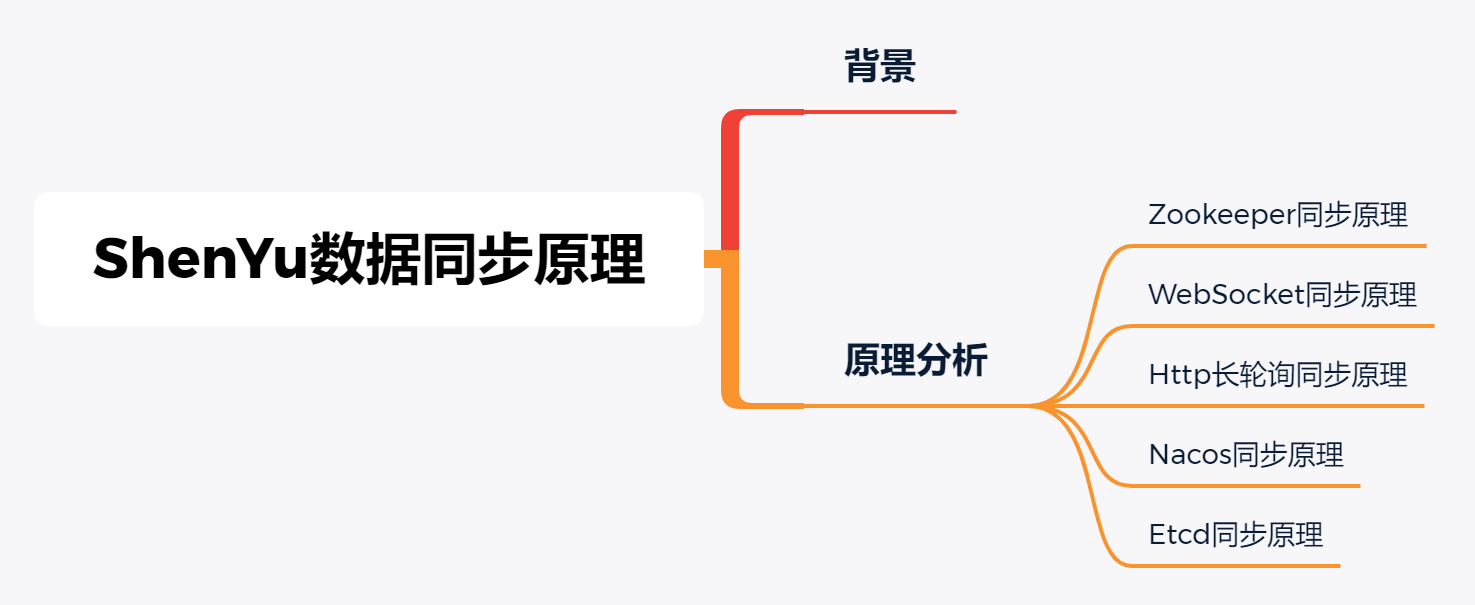 ShenYu数据同步原理
背景
原理分析
Zookeeper同步原理
WebSocket同步原理
Http长轮询同步原理
Nacos同步原理
Etcd同步原理